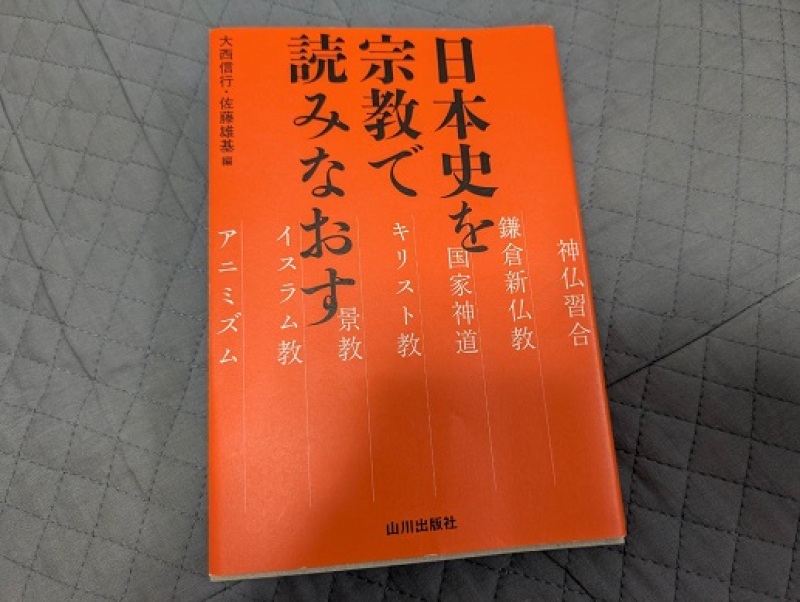 日本史を
宗教で
読みなおす
大西信行・佐藤雄基 編
神仏習合
鎌倉新仏教
国家神道
キリスト教
景教
イスラム教
アニミズム
山川出版社